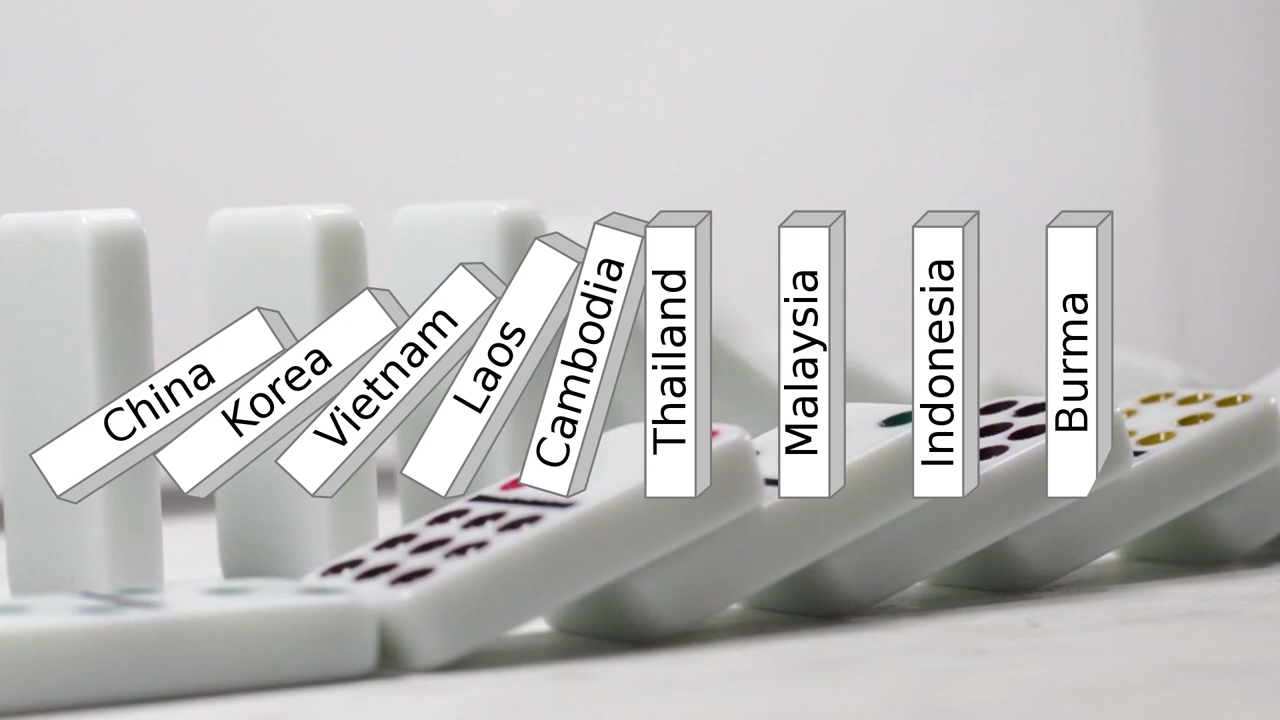 China
Korea
Vietnam
Laos
Cambodia
Thailand
Malaysia
Indonesia
Burma